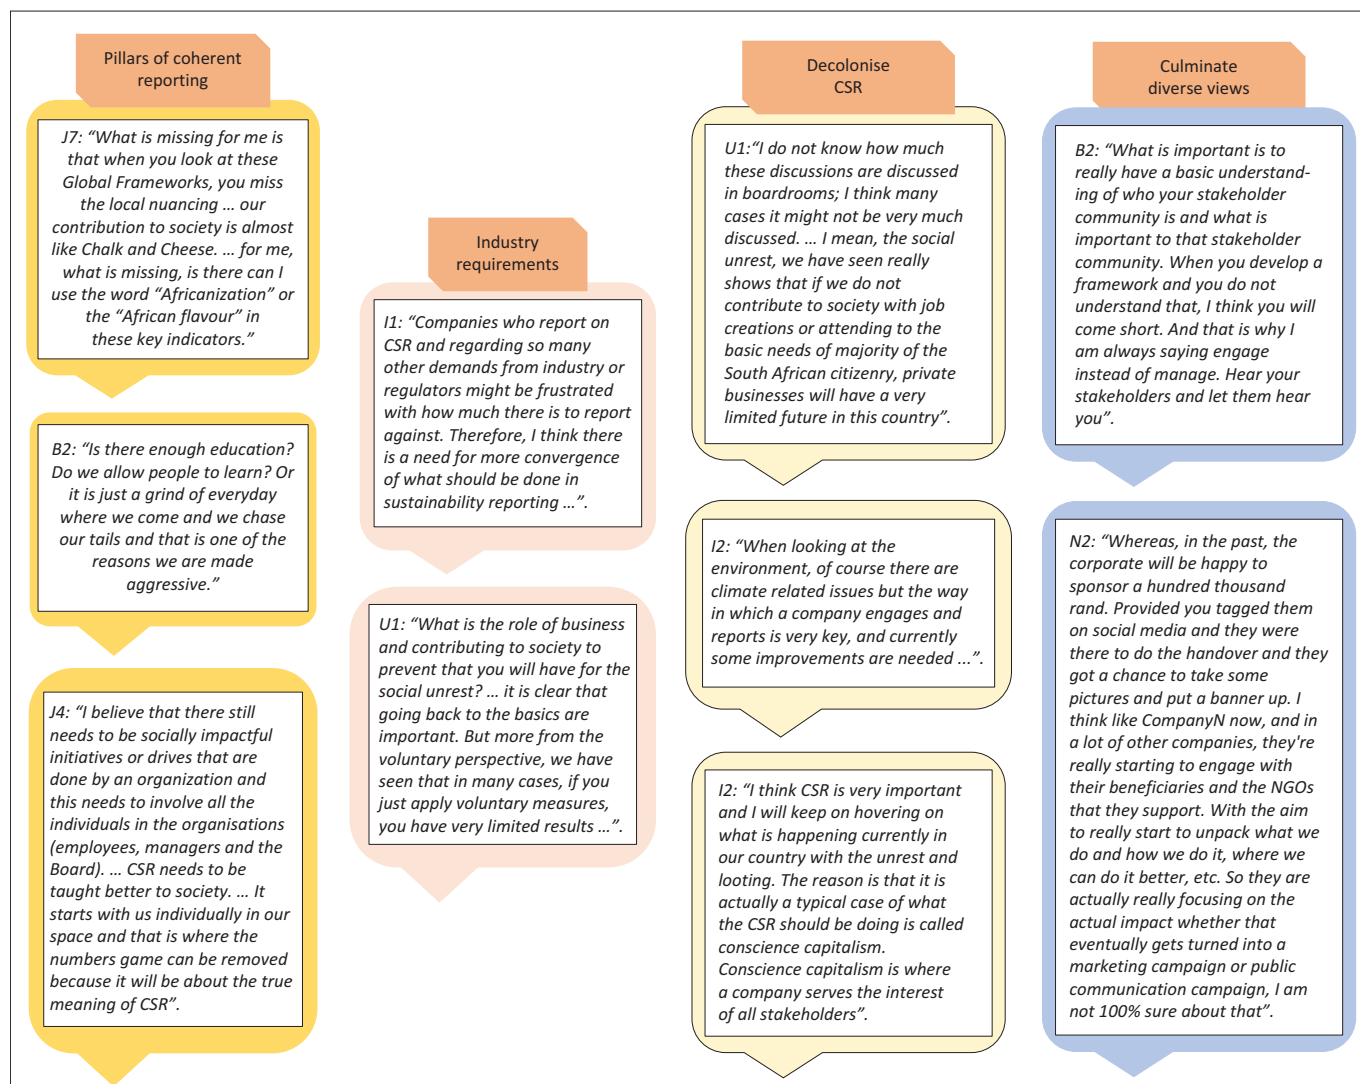 Pillars of coherent
reporting
J7: “What is missing for me is
that when you look at these
Global Frameworks, you miss
the local nuancing ... our
contribution to society is almost
like Chalk and Cheese. ... for me,
what is missing, is there can I
use the word “Africanization” or
the “African flavour” in
these key indicators.”
B2: “Is there enough education?
Do we allow people to learn? Or
it is just a grind of everyday
where we come and we chase
our tails and that is one of the
reasons we are made
aggressive.”
J4: “I believe that there still
needs to be socially impactful
initiatives or drives that are
done by an organization and
this needs to involve all the
individuals in the organisations
(employees, managers and the
Board). ... CSR needs to be
taught better to society. ... It
starts with us individually in our
space and that is where the
numbers game can be removed
because it will be about the true
meaning of CSR”.
Industry
requirements
I1: “Companies who report on
CSR and regarding so many
other demands from industry or
regulators might be frustrated
with how much there is to report
against. Therefore, I think there
is a need for more convergence
of what should be done in
sustainability reporting ...”.
U1: “What is the role of business
and contributing to society to
prevent that you will have for the
social unrest? ... it is clear that
going back to the basics are
important. But more from the
voluntary perspective, we have
seen that in many cases, if you
just apply voluntary measures,
you have very limited results ...”.
Decolonise
CSR
U1:“I do not know how much
these discussions are discussed
in boardrooms; I think many
cases it might not be very much
discussed. ... I mean, the social
unrest, we have seen really
shows that if we do not
contribute to society with job
creations or attending to the
basic needs of majority of the
South African citizenry, private
businesses will have a very
limited future in this country”.
I2: “When looking at the
environment, of course there are
climate related issues but the way
in which a company engages and
reports is very key, and currently
some improvements are needed ...”.
I2: “I think CSR is very important
and I will keep on hovering on
what is happening currently in
our country with the unrest and
looting. The reason is that it is
actually a typical case of what
the CSR should be doing is called
conscience capitalism.
Conscience capitalism is where
a company serves the interest
of all stakeholders”.
Culminate
diverse views
B2: “What is important is to
really have a basic understand-
ing of who your stakeholder
community is and what is
important to that stakeholder
community. When you develop a
framework and you do not
understand that, I think you will
come short. And that is why I
am always saying engage
instead of manage. Hear your
stakeholders and let them hear
you”.
N2: “Whereas, in the past, the
corporate will be happy to
sponsor a hundred thousand
rand. Provided you tagged them
on social media and they were
there to do the handover and they
got a chance to take some
pictures and put a banner up. I
think like CompanyN now, and in
a lot of other companies, they're
really starting to engage with
their beneficiaries and the NGOs
that they support. With the aim
to really start to unpack what we
do and how we do it, where we
can do it better, etc. So they are
actually really focusing on the
actual impact whether that
eventually gets turned into a
marketing campaign or public
communication campaign, I am
not 100% sure about that”.